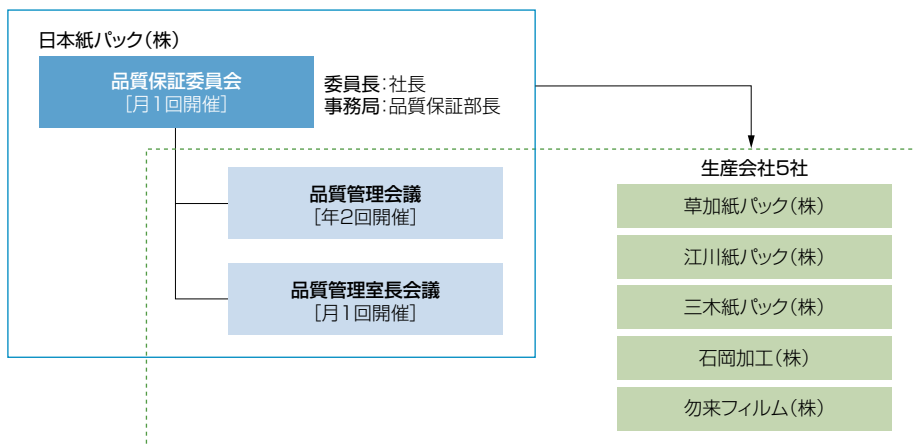 日本紙パック(株)
品質保証委員会
[月1回開催]
委員長:社長
事務局:品質保証部長
品質管理会議
[年2回開催]
品質管理室長会議
[月1回開催]
生産会社5社
草加紙パック(株)
江川紙パック(株)
三木紙パック(株)
石岡加工(株)
勿来フィルム(株)